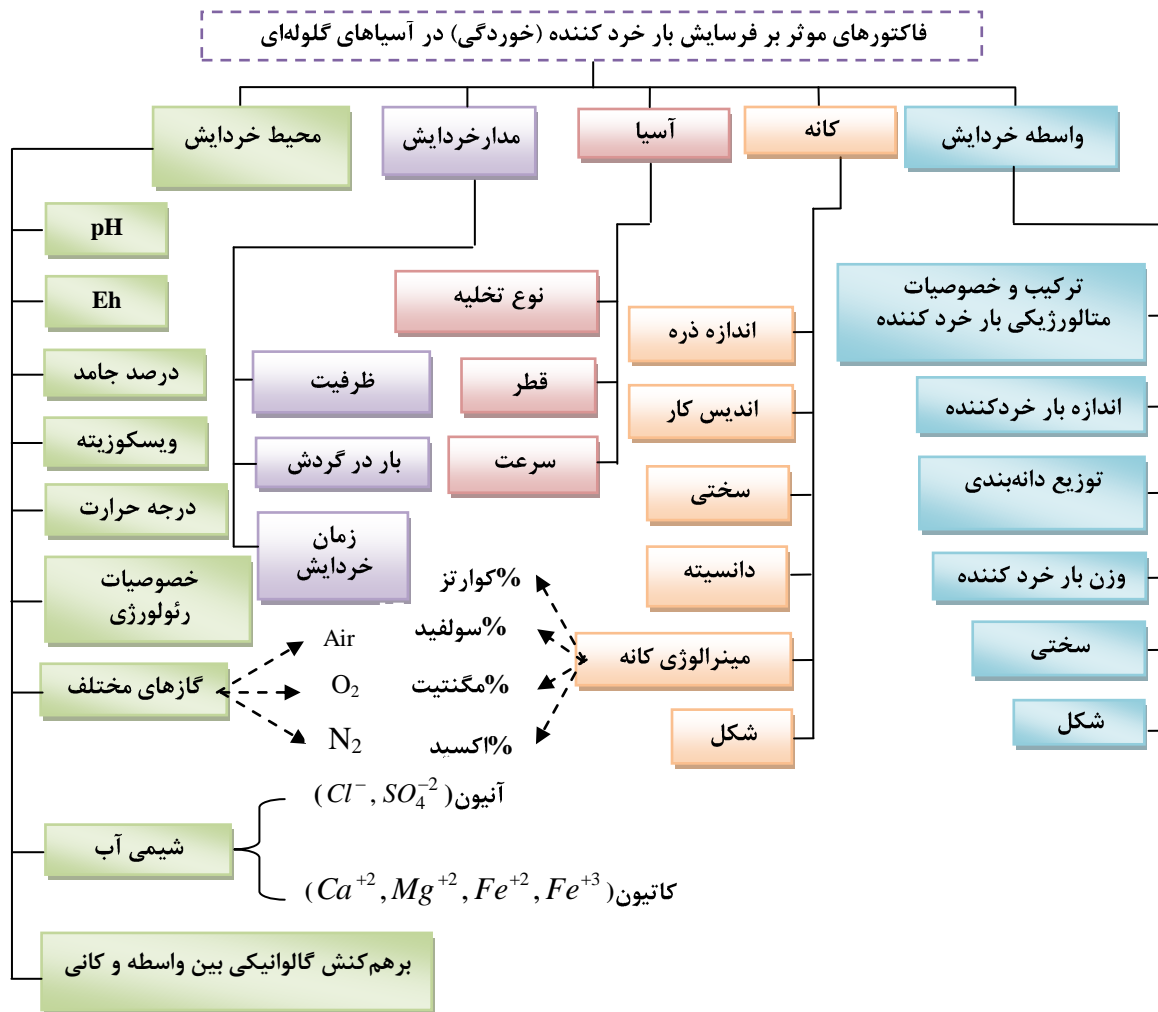 فاکتورهای موثر بر فرسایش بار خرد کننده (خوردگی) در آسیاهای گلوله‌ای
واسطه خردایش
کانه
آسیا
مدارخردایش
محیط خردایش
ترکیب و خصوصیات
متالورژیکی بار خرد کننده
اندازه بار خردکننده
توزیع دانه‌بندی
وزن بار خرد کننده
سختی
شکل
اندازه ذره
اندیس کار
سختی
دانسیته
مینرالوژی کانه
شکل
%کوارتز
%سولفید
%مگنتیت
%اکسید
نوع تخلیه
قطر
سرعت
ظرفیت
بار در گردش
زمان
خردایش
pH
Eh
درصد جامد
ویسکوزیته
درجه حرارت
خصوصیات
رئولورژی
گازهای مختلف
Air
O₂
N₂
شیمی آب
آنیون(Cl⁻, SO₄⁻²)
کاتیون(Ca⁺², Mg⁺², Fe⁺², Fe⁺³)
برهم‌کنش گالوانیکی بین واسطه و کانی